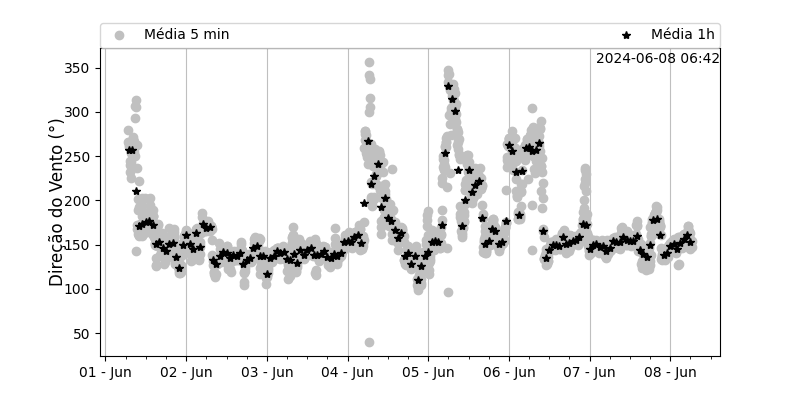 Média 5 min
Média 1h
2024-06-08 06:42
Direção do Vento (°)
350
300
250
200
150
100
50
01 - Jun
02 - Jun
03 - Jun
04 - Jun
05 - Jun
06 - Jun
07 - Jun
08 - Jun